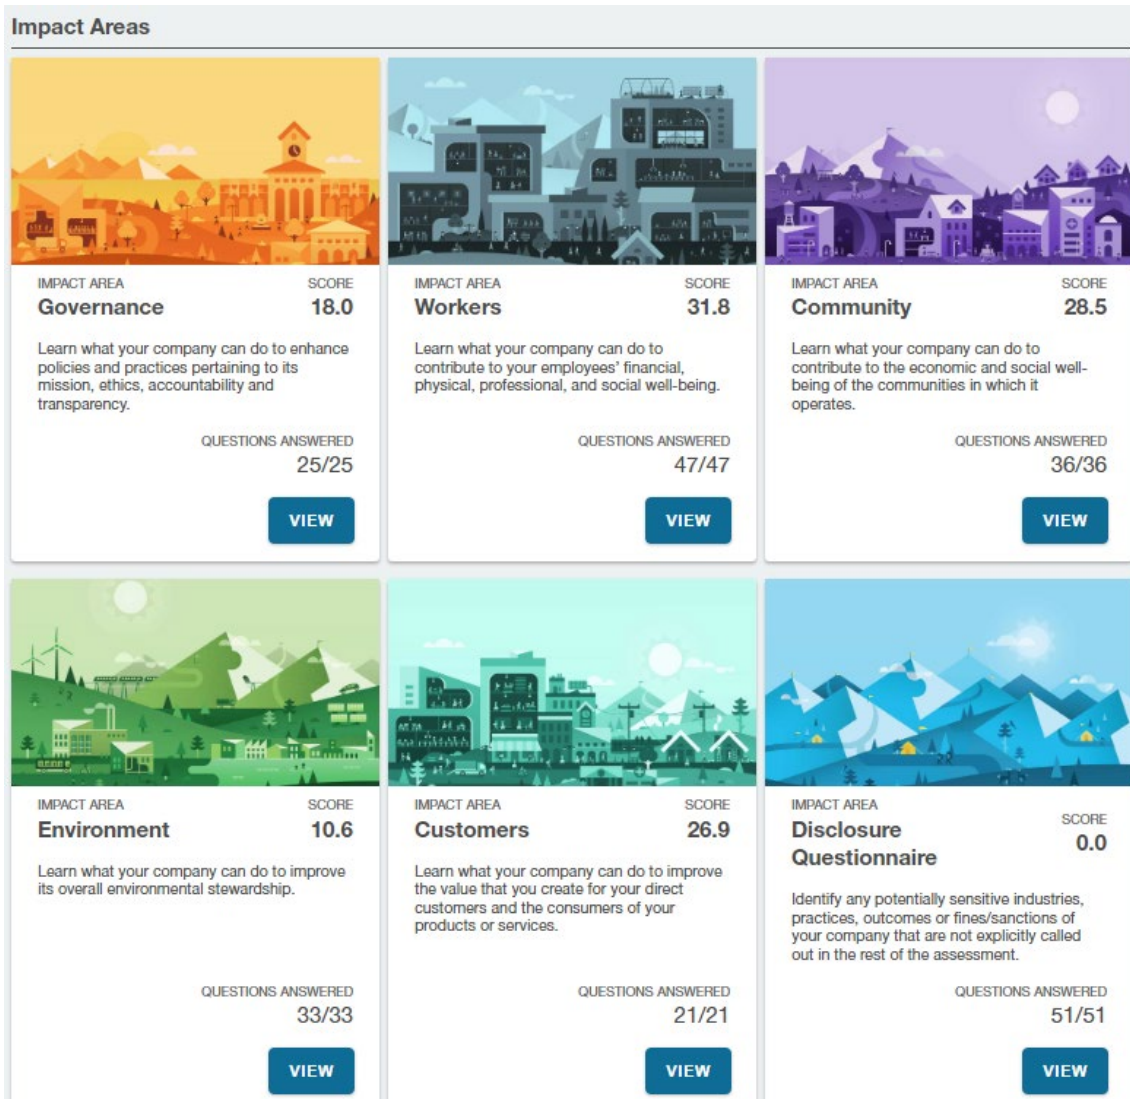 Impact Areas
IMPACT AREA
SCORE
Governance
18.0
Learn what your company can do to enhance
policies and practices pertaining to its
mission, ethics, accountability and
transparency.
QUESTIONS ANSWERED
25/25
VIEW
IMPACT AREA
SCORE
Workers
31.8
Learn what your company can do to
contribute to your employees' financial,
physical, professional, and social well-being.
QUESTIONS ANSWERED
47/47
VIEW
IMPACT AREA
SCORE
Community
28.5
Learn what your company can do to
contribute to the economic and social well-
being of the communities in which it
operates.
QUESTIONS ANSWERED
36/36
VIEW
IMPACT AREA
SCORE
Environment
10.6
Learn what your company can do to improve
its overall environmental stewardship.
QUESTIONS ANSWERED
33/33
VIEW
IMPACT AREA
SCORE
Customers
26.9
Learn what your company can do to improve
the value that you create for your direct
customers and the consumers of your
products or services.
QUESTIONS ANSWERED
21/21
VIEW
IMPACT AREA
SCORE
Disclosure
Questionnaire
0.0
Identify any potentially sensitive industries,
practices, outcomes or fines/sanctions of
your company that are not explicitly called
out in the rest of the assessment.
QUESTIONS ANSWERED
51/51
VIEW